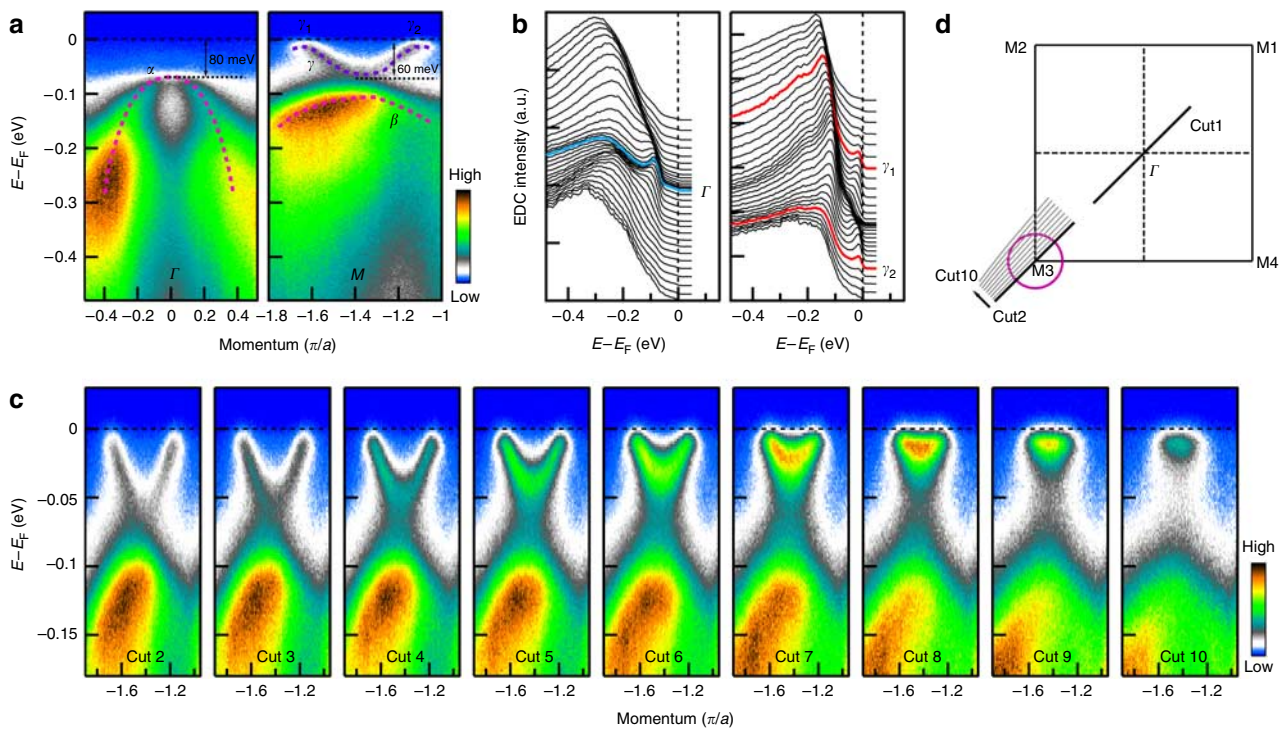 a
γ1
γ2
0
80 meV
α
γ
60 meV
−0.1
β
−0.2
−0.3
−0.4
E−EF (eV)
Γ
M
High
Low
−0.4 −0.2 0 0.2 0.4
−1.8 −1.6 −1.4 −1.2 −1
Momentum (π/a)
b
EDC intensity (a.u.)
Γ
γ1
γ2
−0.4 −0.2 0
−0.4 −0.2 0
E−EF (eV)
E−EF (eV)
d
M2
M1
Cut1
Γ
Cut10
M3
M4
Cut2
c
0
−0.05
−0.1
−0.15
E−EF (eV)
Cut 2
Cut 3
Cut 4
Cut 5
Cut 6
Cut 7
Cut 8
Cut 9
Cut 10
High
Low
−1.6 −1.2
−1.6 −1.2
−1.6 −1.2
−1.6 −1.2
−1.6 −1.2
−1.6 −1.2
−1.6 −1.2
−1.6 −1.2
−1.6 −1.2
Momentum (π/a)